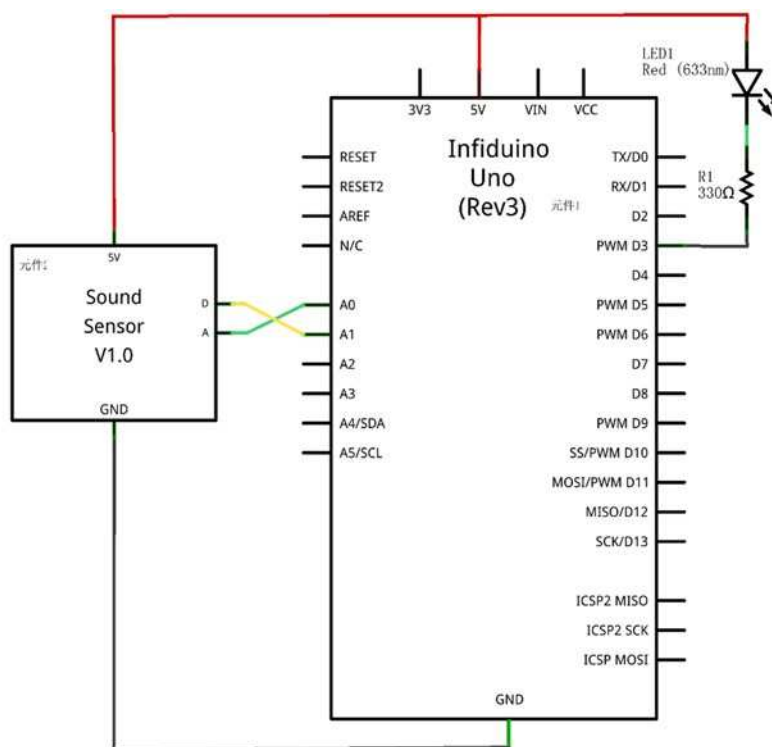 LED1
Red (633nm)
3V3
5V
VIN
VCC
Infiduino
Uno
(Rev3)
元件1
RESET
RESET2
AREF
N/C
A0
A1
A2
A3
A4/SDA
A5/SCL
TX/D0
RX/D1
D2
PWM D3
D4
PWM D5
PWM D6
D7
D8
PWM D9
SS/PWM D10
MOSI/PWM D11
MISO/D12
SCK/D13
ICSP2 MISO
ICSP2 SCK
ICSP MOSI
GND
R1
330Ω
5V
元件2
Sound
Sensor
V1.0
D
A
GND